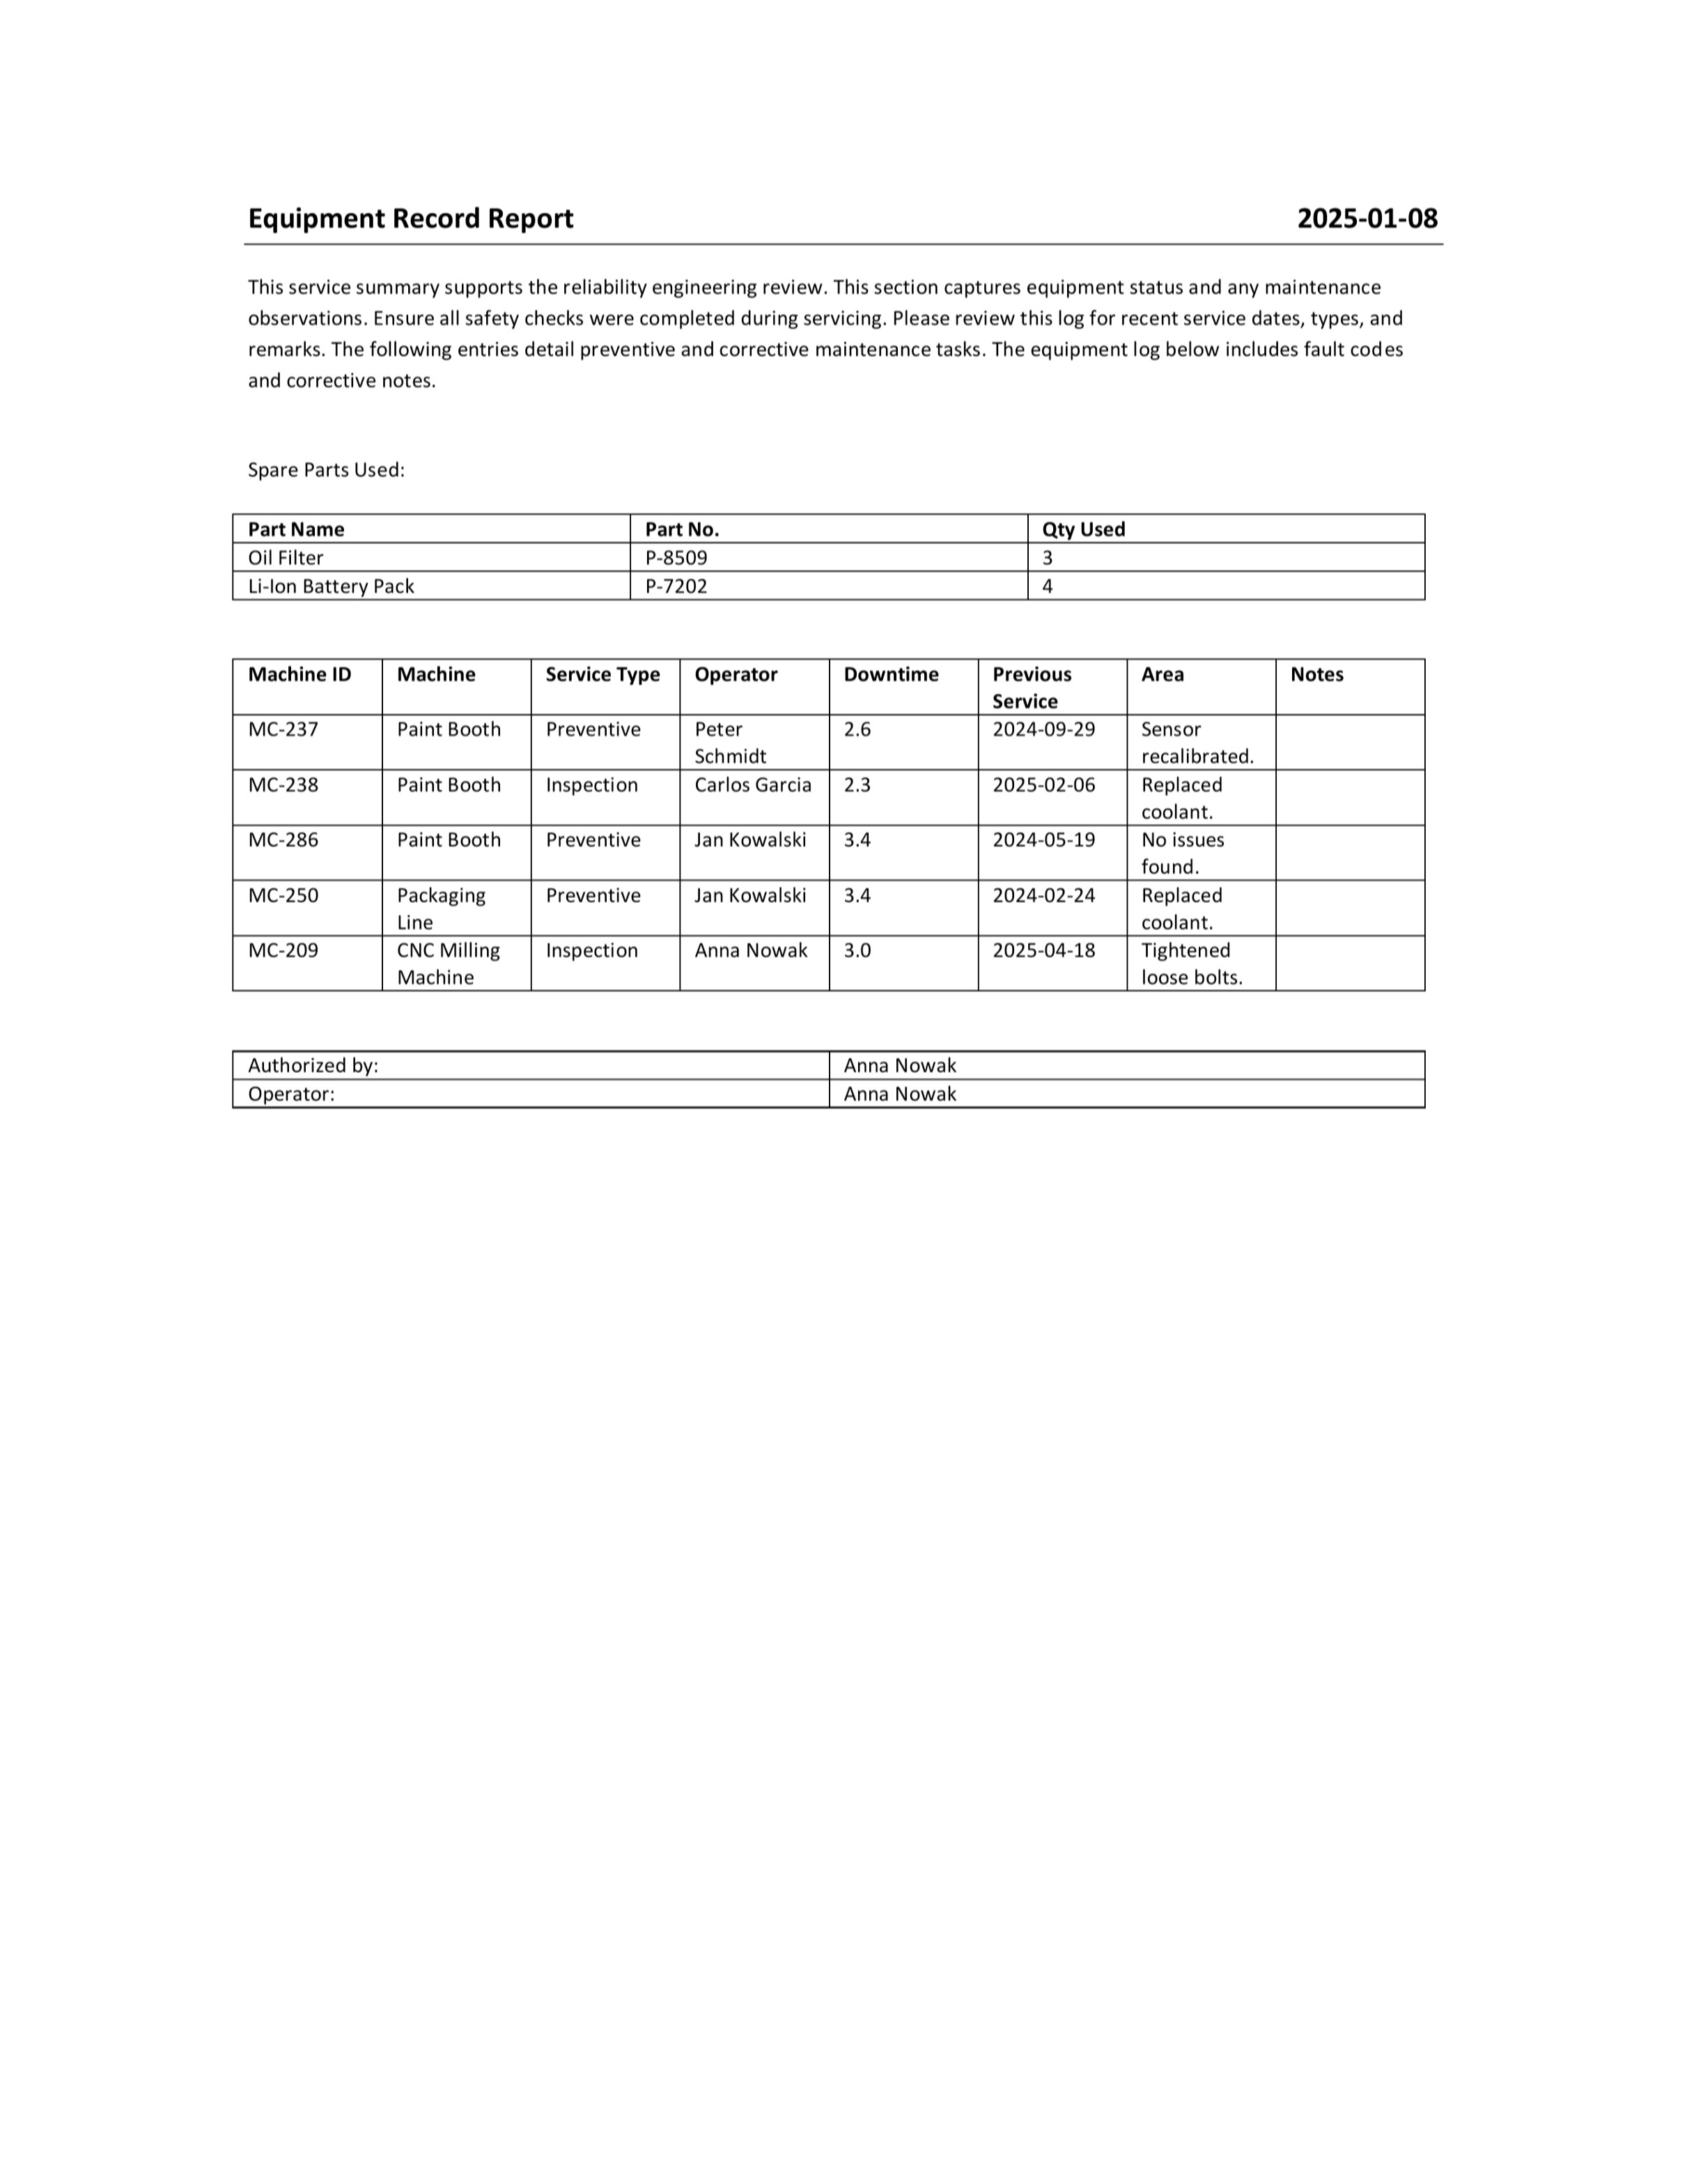 Equipment Record Report 2025-01-08
This service summary supports the reliability engineering review. This section captures equipment status and any maintenance
observations. Ensure all safety checks were completed during servicing. Please review this log for recent service dates, types, and
remarks. The following entries detail preventive and corrective maintenance tasks. The equipment log below includes fault codes
and corrective notes.
Spare Parts Used:
Part Name Part No. Qty Used
Oil Filter P-8509 3
Li-Ion Battery Pack P-7202 4
Machine ID Machine Service Type Operator Downtime Previous Area Notes
Service
MC-237 Paint Booth Preventive Peter 2.6 2024-09-29 Sensor
Schmidt recalibrated.
MC-238 Paint Booth Inspection Carlos Garcia 2.3 2025-02-06 Replaced
coolant.
MC-286 Paint Booth Preventive Jan Kowalski 3.4 2024-05-19 No issues
found.
MC-250 Packaging Preventive Jan Kowalski 3.4 2024-02-24 Replaced
Line coolant.
MC-209 CNC Milling Inspection Anna Nowak 3.0 2025-04-18 Tightened
Machine loose bolts.
Authorized by: Anna Nowak
Operator: Anna Nowak